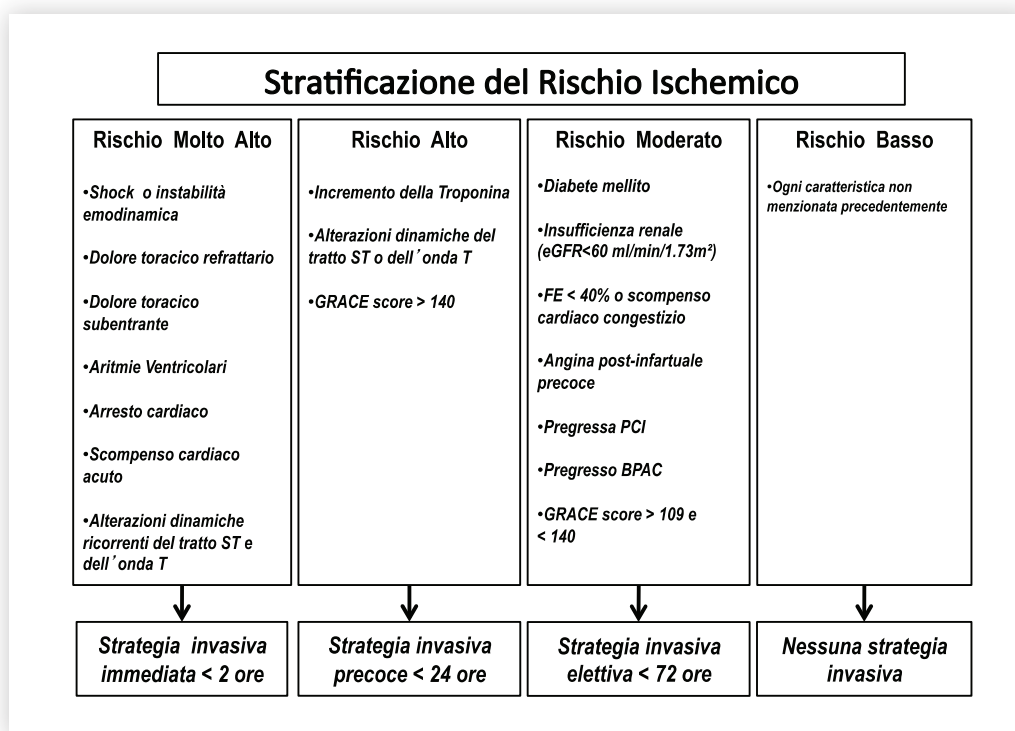 Stratificazione del Rischio Ischemico
Rischio Molto Alto
•Shock o instabilità
emodinamica
•Dolore toracico refrattario
•Dolore toracico
subentrante
•Aritmie Ventricolari
•Arresto cardiaco
•Scompenso cardiaco
acuto
•Alterazioni dinamiche
ricorrenti del tratto ST e
dell'onda T
Strategia invasiva
immediata < 2 ore
Rischio Alto
•Incremento della Troponina
•Alterazioni dinamiche del
tratto ST o dell'onda T
•GRACE score > 140
Strategia invasiva
precoce < 24 ore
Rischio Moderato
•Diabete mellito
•Insufficienza renale
(eGFR<60 ml/min/1.73m²)
•FE < 40% o scompenso
cardiaco congestizio
•Angina post-infartuale
precoce
•Pregressa PCI
•Pregresso BPAC
•GRACE score > 109 e
< 140
Strategia invasiva
elettiva < 72 ore
Rischio Basso
•Ogni caratteristica non
menzionata precedentemente
Nessuna strategia
invasiva